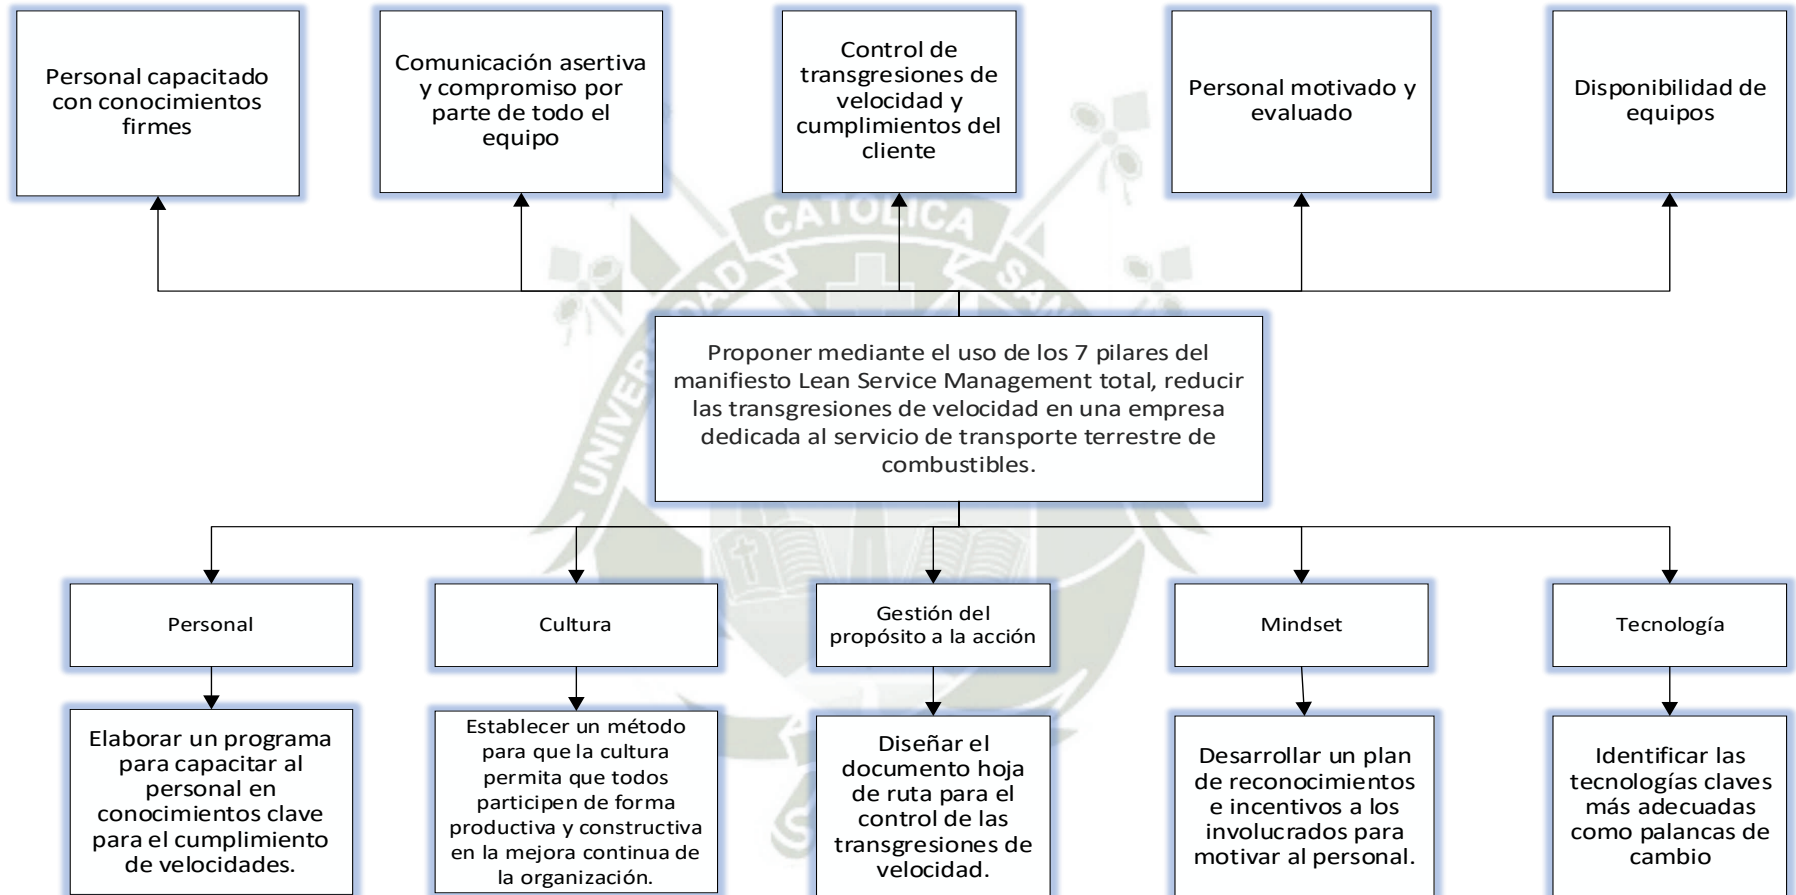 Personal capacitado
con conocimientos
firmes
Comunicación asertiva
y compromiso por
parte de todo el
equipo
Control de
transgresiones de
velocidad y
cumplimientos del
cliente
Personal motivado y
evaluado
Disponibilidad de
equipos
UNIVERSIDAD CATOLICA SAN
Proponer mediante el uso de los 7 pilares del
manifiesto Lean Service Management total, reducir
las transgresiones de velocidad en una empresa
dedicada al servicio de transporte terrestre de
combustibles.
Personal
Cultura
Gestión del
propósito a la acción
Mindset
Tecnología
Elaborar un programa
para capacitar al
personal en
conocimientos clave
para el cumplimiento
de velocidades.
Establecer un método
para que la cultura
permita que todos
participen de forma
productiva y constructiva
en la mejora continua de
la organización.
Diseñar el
documento hoja
de ruta para el
control de las
transgresiones de
velocidad.
Desarrollar un plan
de reconocimientos
e incentivos a los
involucrados para
motivar al personal.
Identificar las
tecnologías claves
más adecuadas
como palancas de
cambio